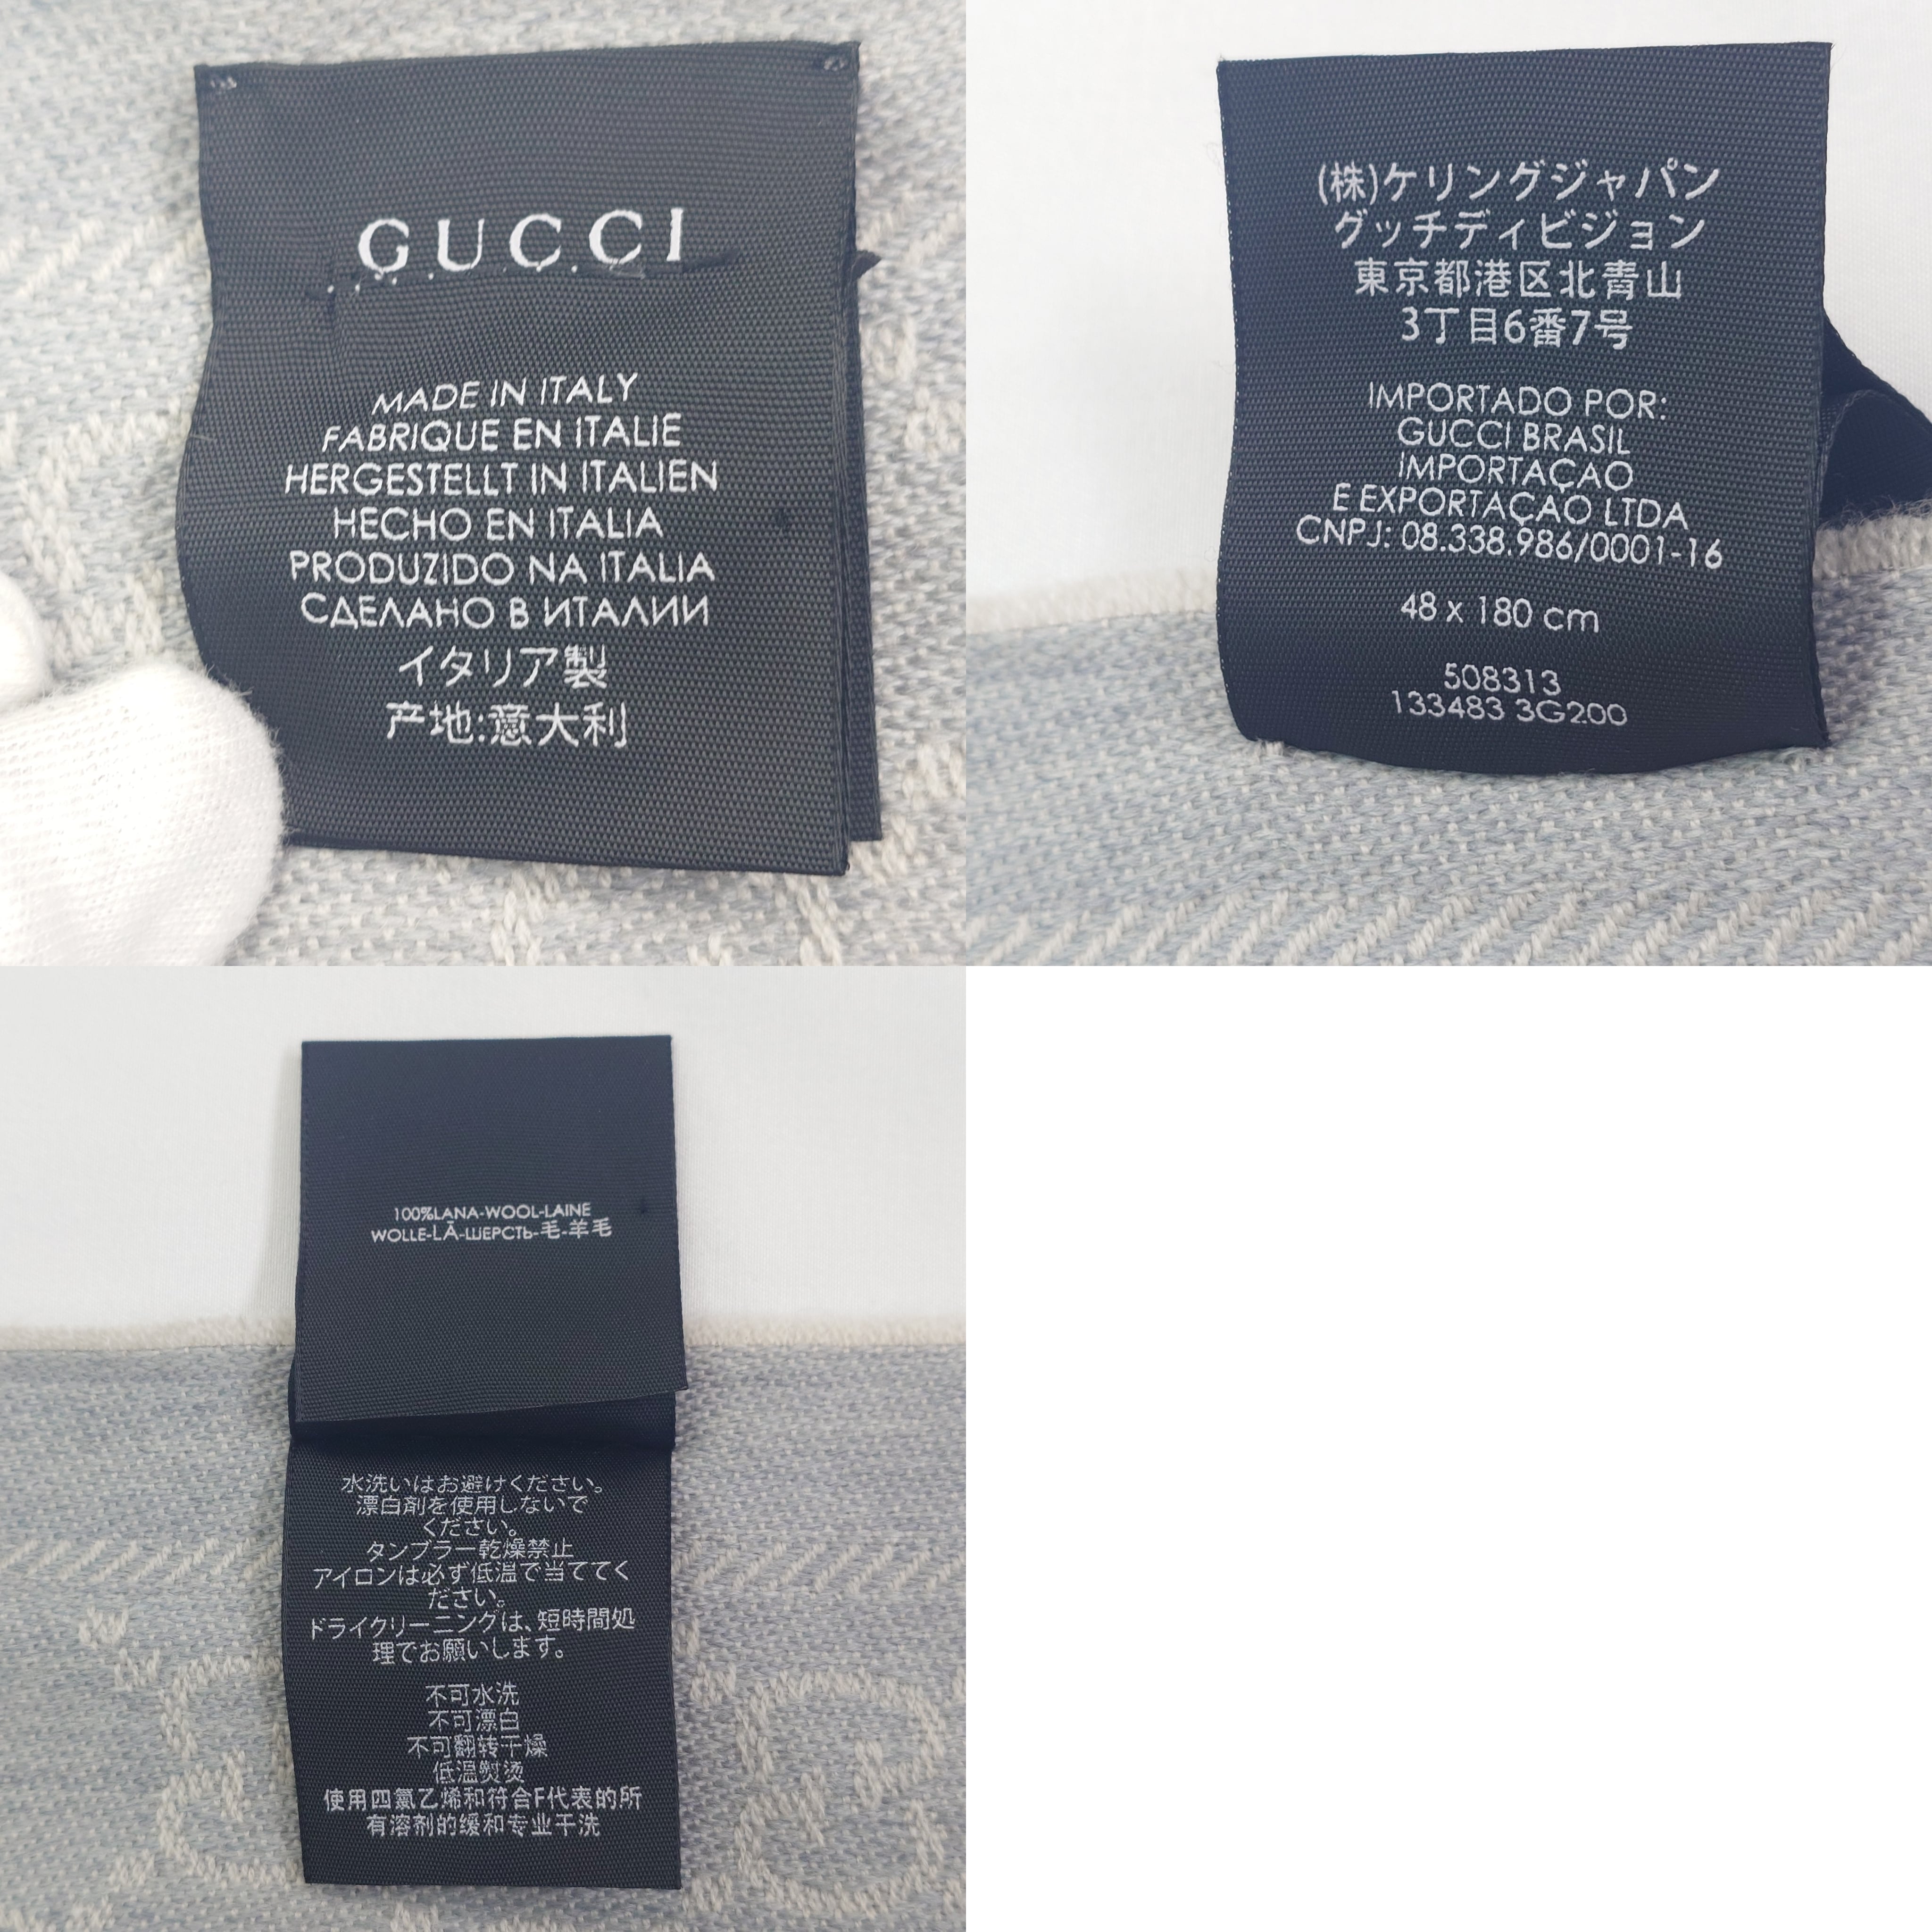 GUCCI
MADE IN ITALY
FABRIQUE EN ITALIE
HERGESTELLT IN ITALIEN
HECHO EN ITALIA
PRODUZIDO NA ITALIA
СДЕЛАНО В ИТАЛИИ
イタリア製
产地:意大利
(株)ケリングジャパン
グッチディビジョン
東京都港区北青山
3丁目6番7号
IMPORTADO POR:
GUCCI BRASIL
IMPORTAÇAO
E EXPORTAÇAO LTDA
CNPJ: 08.338.986/0001-16
48 x 180 cm
508313
133483 3G200
100%LANA-WOOL-LAINE
WOLLE-LÃ-ШЕРСТЬ-毛-羊毛
水洗いはお避けください。
漂白剤を使用しないで
ください。
タンブラー乾燥禁止
アイロンは必ず低温で当ててく
ださい。
ドライクリーニングは、短時間処
理でお願いします。
不可水洗
不可漂白
不可翻转干燥
低温熨烫
使用四氯乙烯和符合F代表的所
有溶剂的缓和专业干洗